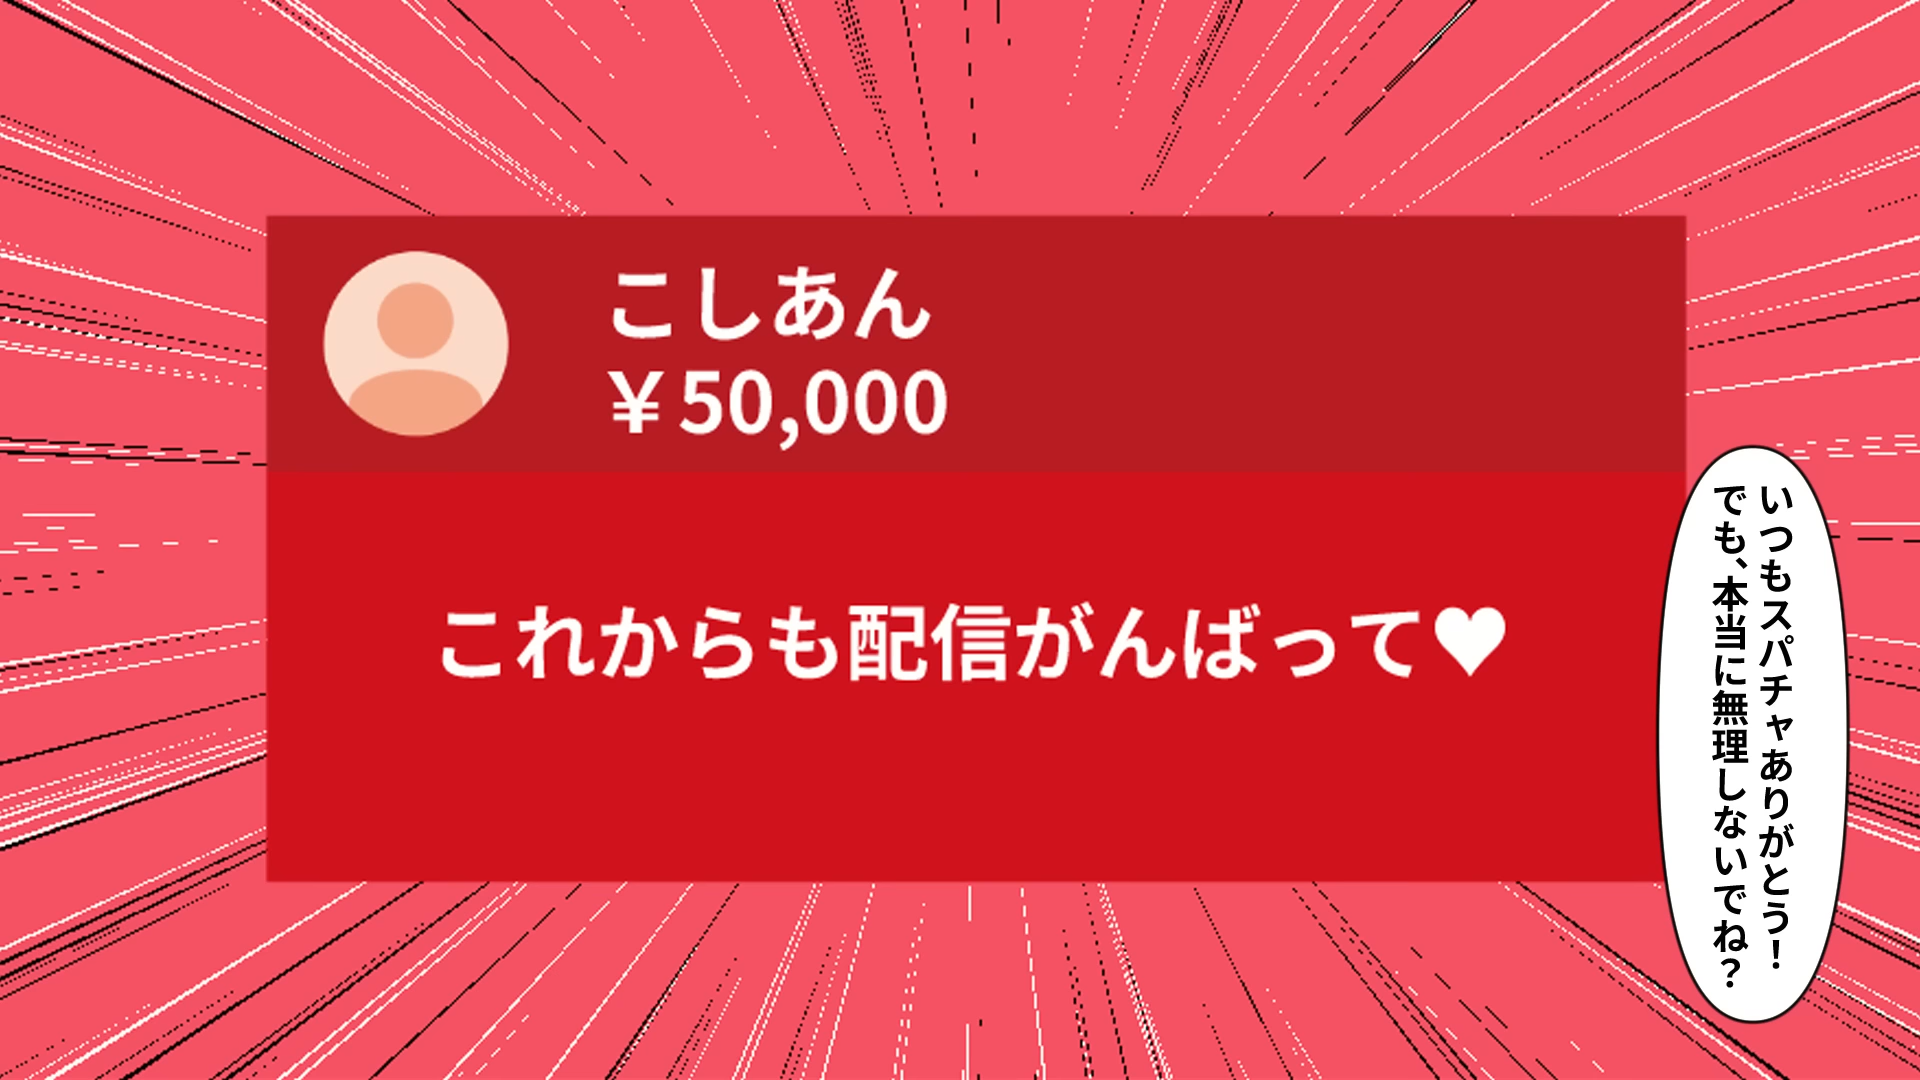 こしあん
￥50,000
これからも配信がんばって♥
いつもスパチャありがとう！
でも、本当に無理しないでね？